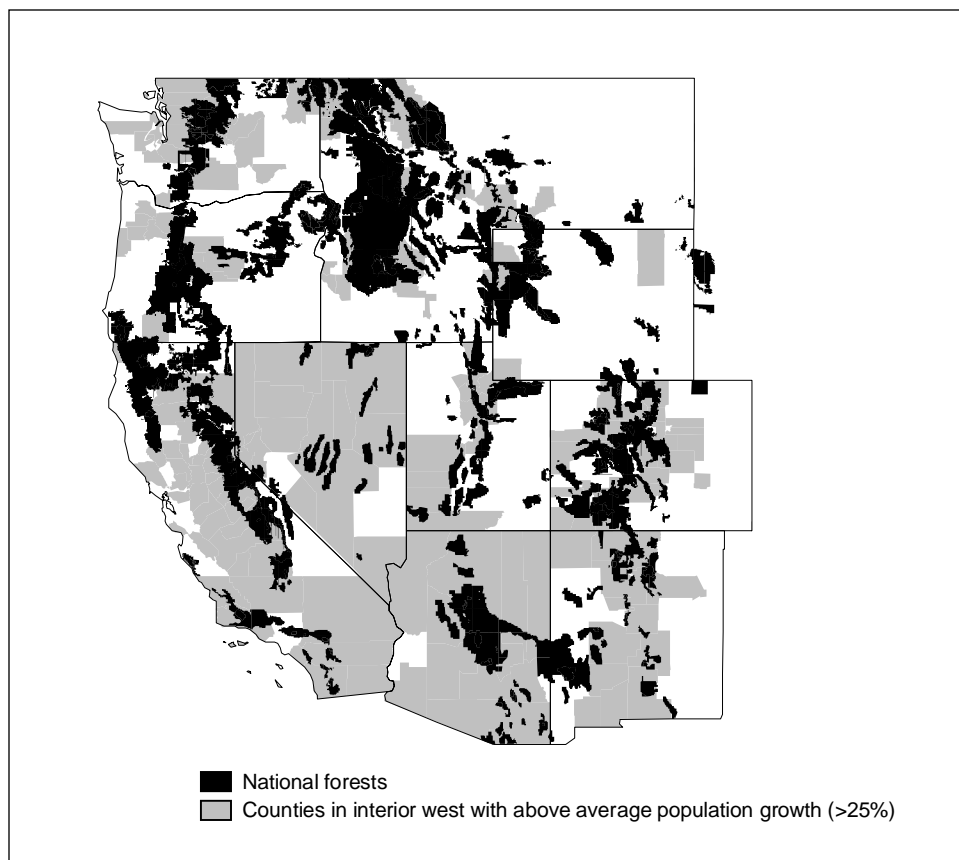 National forests
Counties in interior west with above average population growth (>25%)